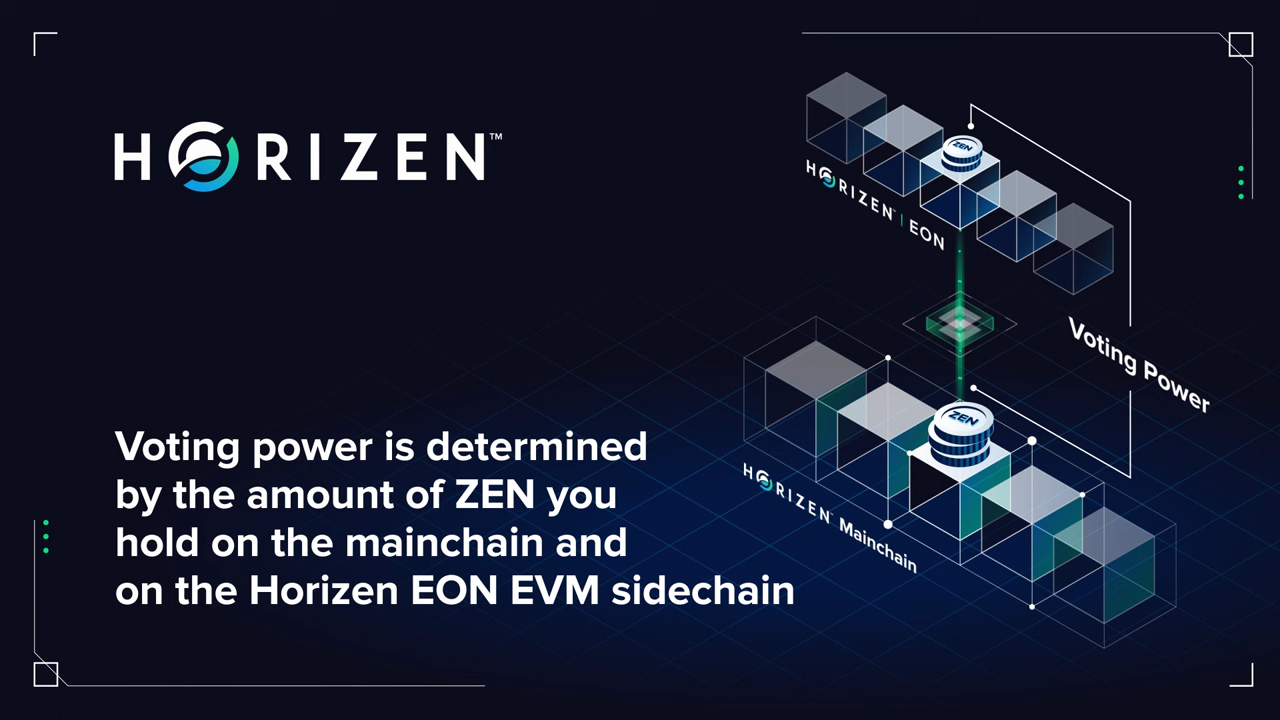 HORIZEN™
ZEN
HORIZEN | EON
Voting Power
ZEN
HORIZEN Mainchain
Voting power is determined
by the amount of ZEN you
hold on the mainchain and
on the Horizen EON EVM sidechain